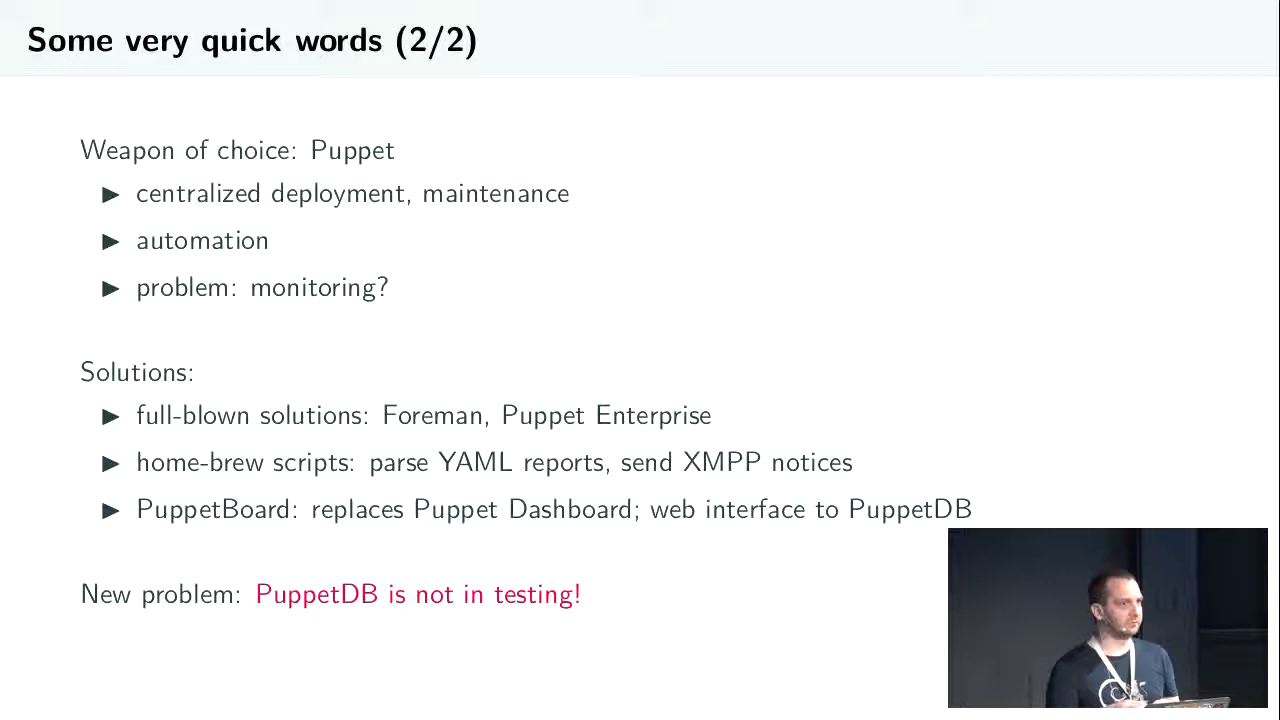 Some very quick words (2/2)
Weapon of choice: Puppet
▶ centralized deployment, maintenance
▶ automation
▶ problem: monitoring?
Solutions:
▶ full-blown solutions: Foreman, Puppet Enterprise
▶ home-brew scripts: parse YAML reports, send XMPP notices
▶ PuppetBoard: replaces Puppet Dashboard; web interface to PuppetDB
New problem: PuppetDB is not in testing!